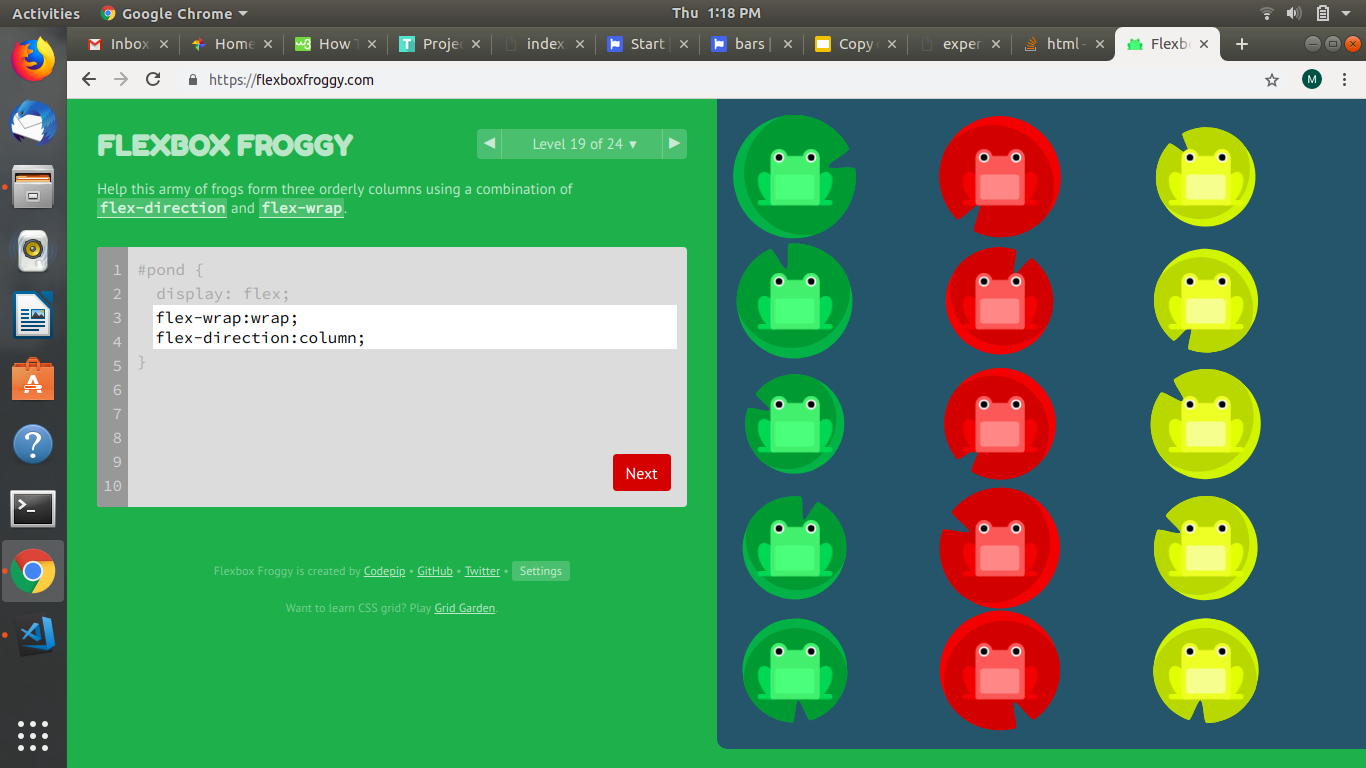 Activities Google Chrome Thu 1:18 PM
Inbox Home How T Projec index Start bars | Copy exper html - Flexb
https://flexboxfroggy.com M
FLEXBOX FROGGY
◀ Level 19 of 24 ▾ ▶
Help this army of frogs form three orderly columns using a combination of
flex-direction and flex-wrap.
1 #pond {
2 display: flex;
3 flex-wrap:wrap;
4 flex-direction:column;
5 }
6
7
8
9
10
Next
Flexbox Froggy is created by Codepip • GitHub • Twitter • Settings
Want to learn CSS grid? Play Grid Garden.